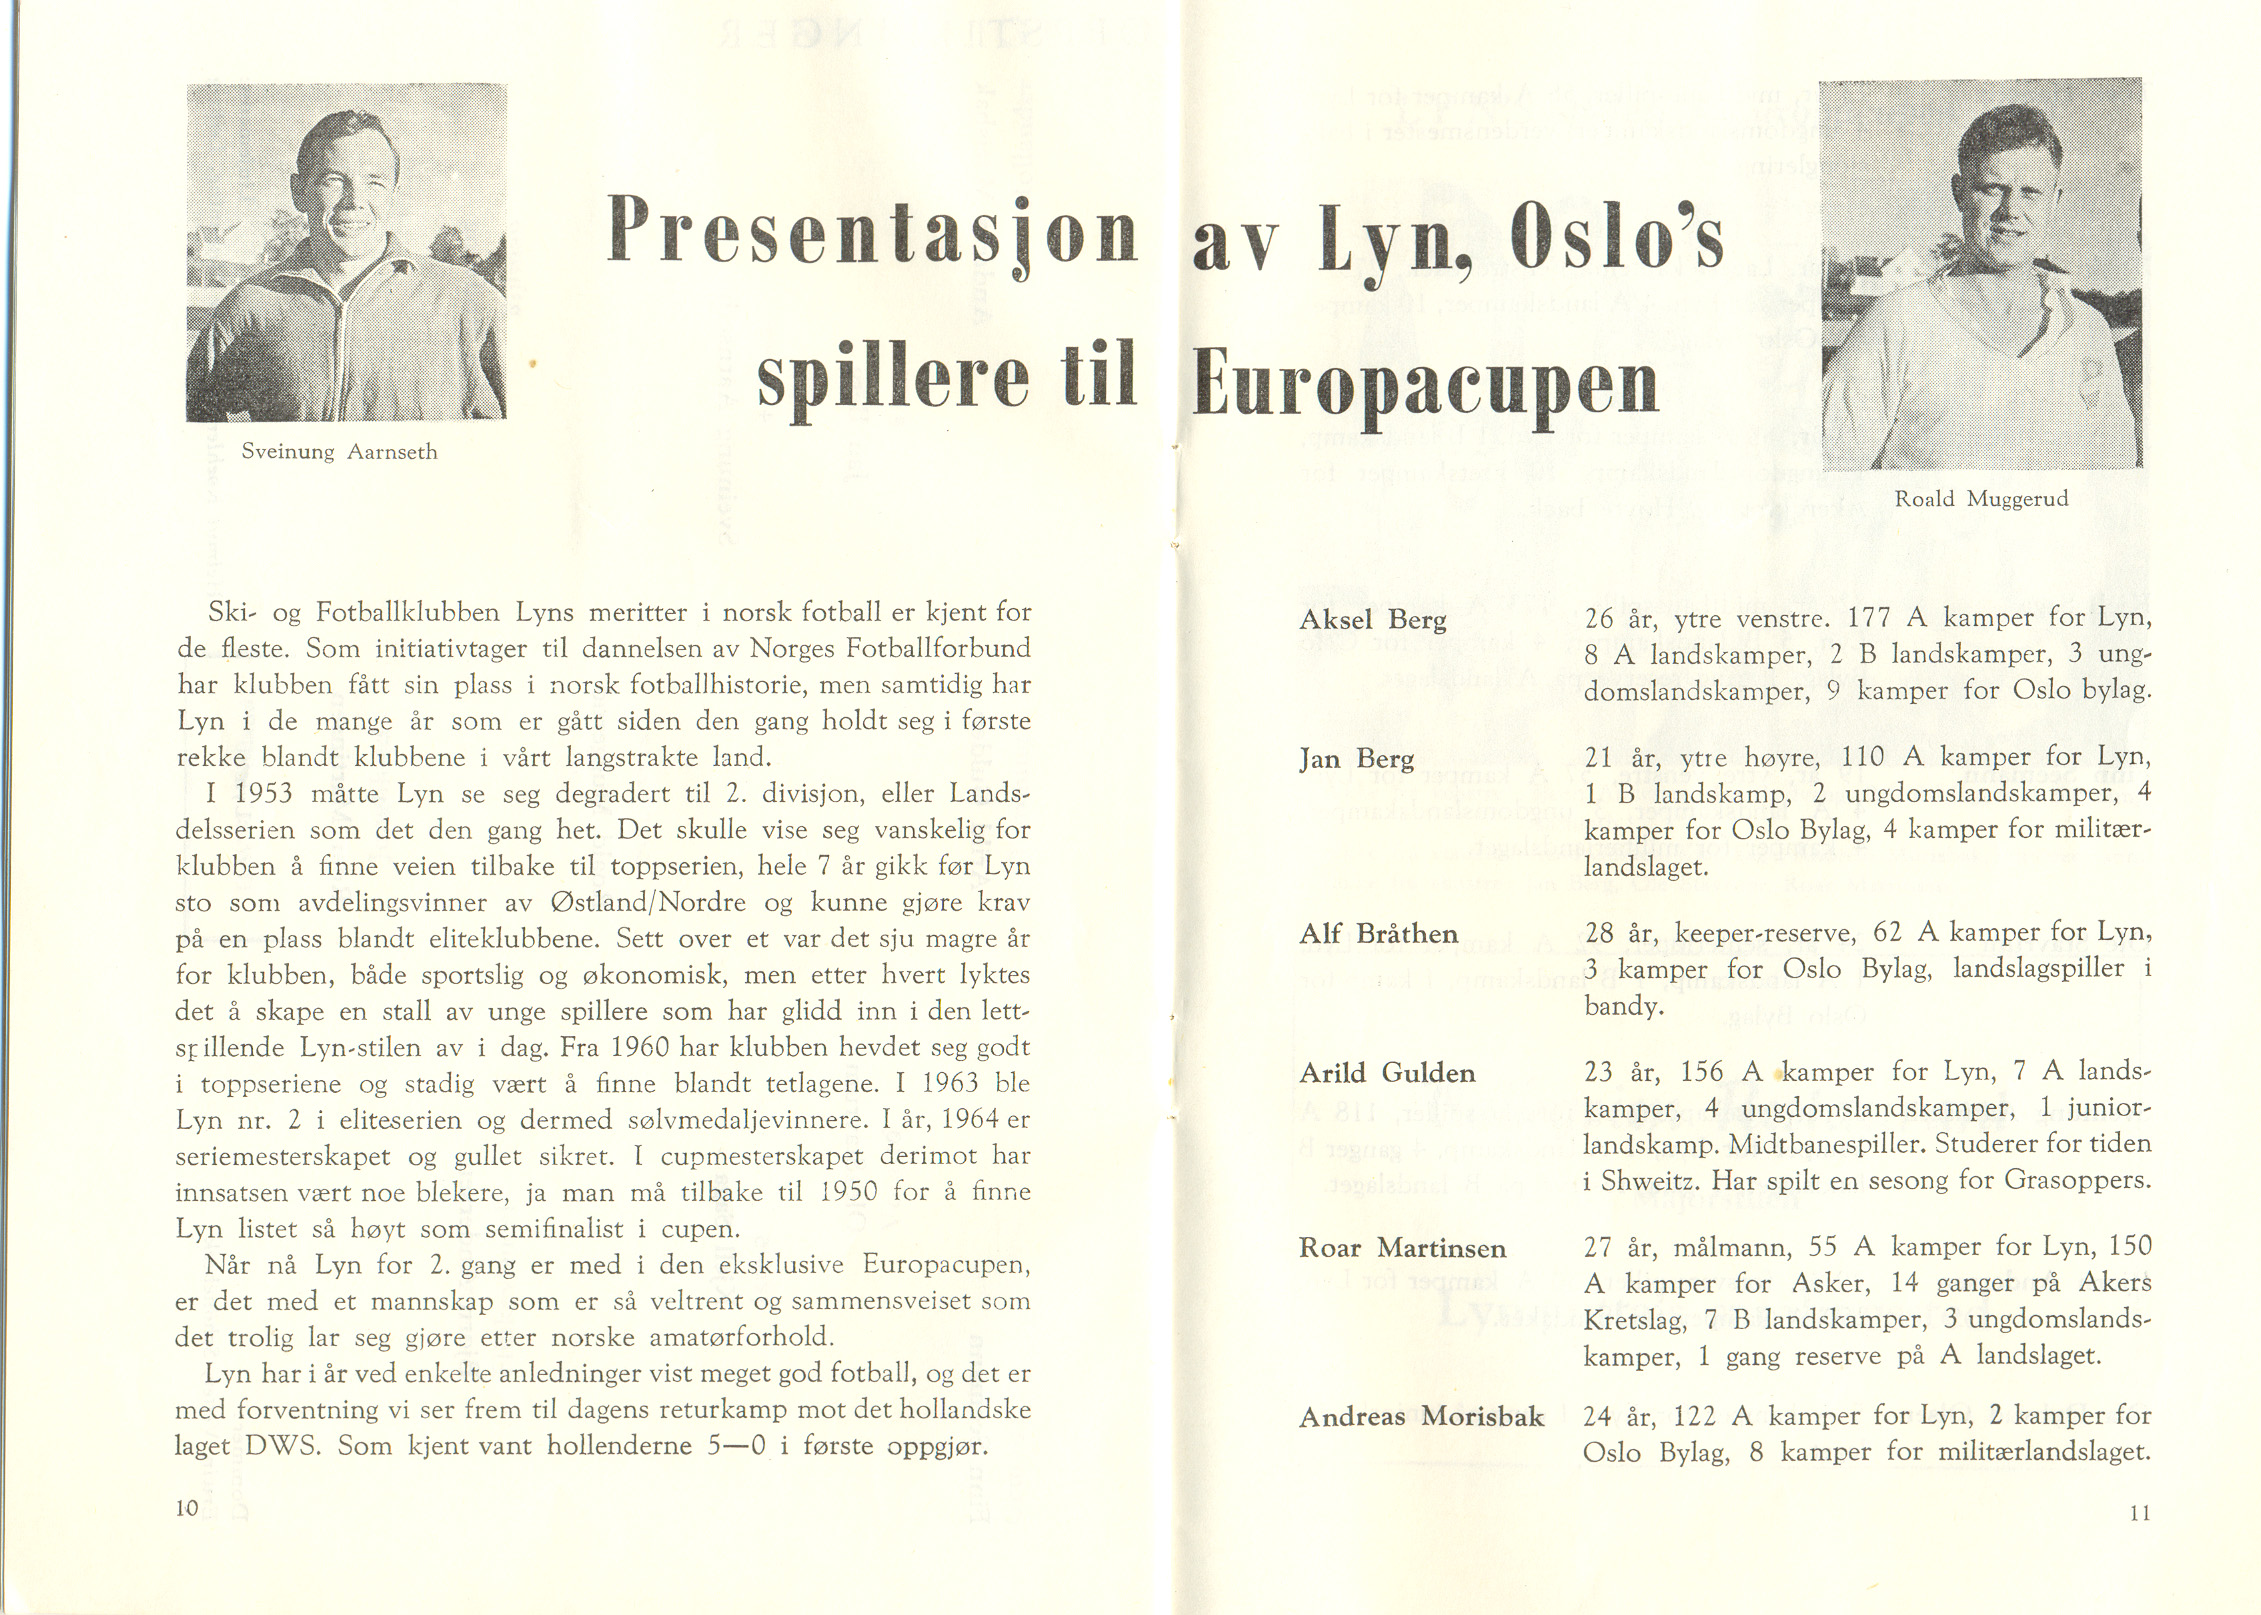 Presentasjon av Lyn, Oslo's
spillere til Europacupen
Sveinung Aarnseth
Roald Muggerud
Ski- og Fotballklubben Lyns meritter i norsk fotball er kjent for
de fleste. Som initiativtager til dannelsen av Norges Fotballforbund
har klubben fått sin plass i norsk fotballhistorie, men samtidig har
Lyn i de mange år som er gått siden den gang holdt seg i første
rekke blandt klubbene i vårt langstrakte land.
I 1953 måtte Lyn se seg degradert til 2. divisjon, eller Lands-
delsserien som det den gang het. Det skulle vise seg vanskelig for
klubben å finne veien tilbake til toppserien, hele 7 år gikk før Lyn
sto som avdelingsvinner av Østland/Nordre og kunne gjøre krav
på en plass blandt eliteklubbene. Sett over et var det sju magre år
for klubben, både sportslig og økonomisk, men etter hvert lyktes
det å skape en stall av unge spillere som har glidd inn i den lett-
spillende Lyn-stilen av i dag. Fra 1960 har klubben hevdet seg godt
i toppseriene og stadig vært å finne blandt tetlagene. I 1963 ble
Lyn nr. 2 i eliteserien og dermed sølvmedaljevinnere. I år, 1964 er
seriemesterskapet og gullet sikret. I cupmesterskapet derimot har
innsatsen vært noe blekere, ja man må tilbake til 1950 for å finne
Lyn listet så høyt som semifinalist i cupen.
Når nå Lyn for 2. gang er med i den eksklusive Europacupen,
er det med et mannskap som er så veltrent og sammensveiset som
det trolig lar seg gjøre etter norske amatørforhold.
Lyn har i år ved enkelte anledninger vist meget god fotball, og det er
med forventning vi ser frem til dagens returkamp mot det hollandske
laget DWS. Som kjent vant hollenderne 5—0 i første oppgjør.
10
Aksel Berg 26 år, ytre venstre. 177 A kamper for Lyn,
8 A landskamper, 2 B landskamper, 3 ung-
domslandskamper, 9 kamper for Oslo bylag.
Jan Berg 21 år, ytre høyre, 110 A kamper for Lyn,
1 B landskamp, 2 ungdomslandskamper, 4
kamper for Oslo Bylag, 4 kamper for militær-
landslaget.
Alf Bråthen 28 år, keeper-reserve, 62 A kamper for Lyn,
3 kamper for Oslo Bylag, landslagspiller i
bandy.
Arild Gulden 23 år, 156 A kamper for Lyn, 7 A lands-
kamper, 4 ungdomslandskamper, 1 junior-
landskamp. Midtbanespiller. Studerer for tiden
i Shweitz. Har spilt en sesong for Grasoppers.
Roar Martinsen 27 år, målmann, 55 A kamper for Lyn, 150
A kamper for Asker, 14 ganger på Akers
Kretslag, 7 B landskamper, 3 ungdomslands-
kamper, 1 gang reserve på A landslaget.
Andreas Morisbak 24 år, 122 A kamper for Lyn, 2 kamper for
Oslo Bylag, 8 kamper for militærlandslaget.
11